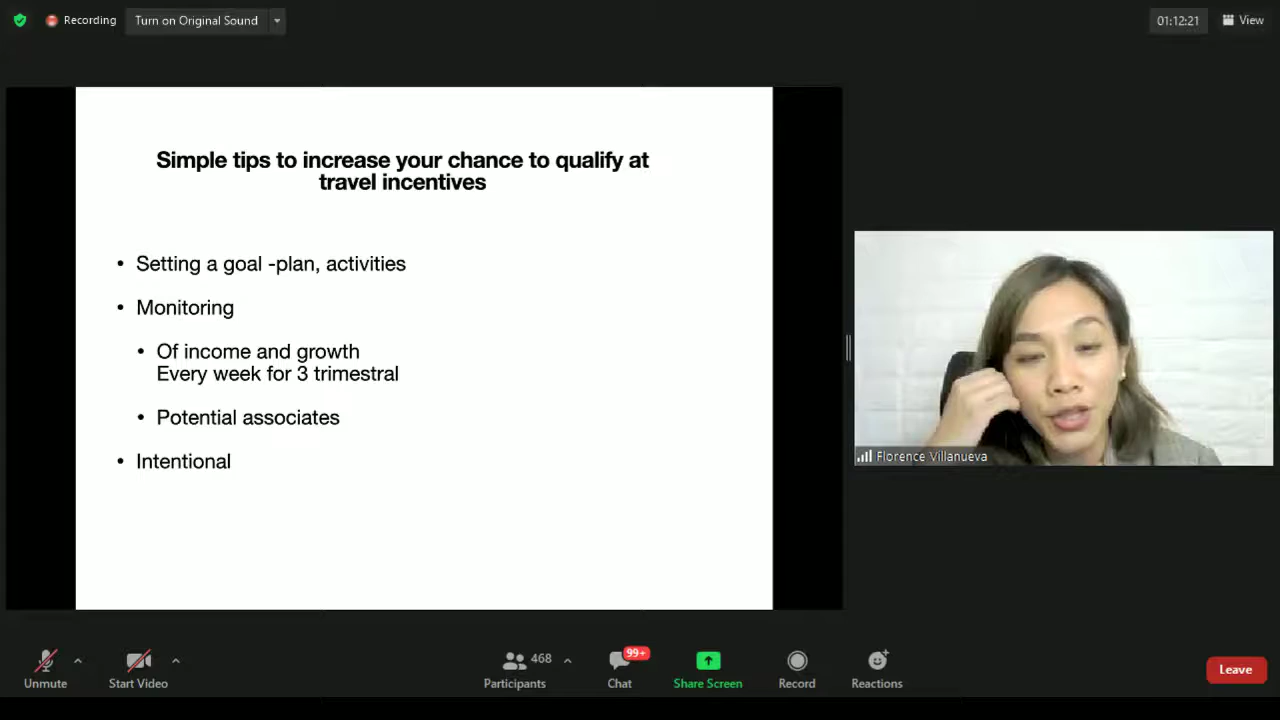 Recording
Turn on Original Sound
01:12:21
View
Simple tips to increase your chance to qualify at
travel incentives
• Setting a goal -plan, activities
• Monitoring
• Of income and growth
Every week for 3 trimestral
• Potential associates
• Intentional
Florence Villanueva
Unmute
Start Video
468
Participants
99+
Chat
Share Screen
Record
Reactions
Leave